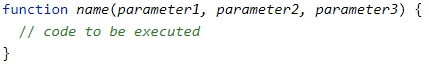 function name(parameter1, parameter2, parameter3) {
  // code to be executed
}